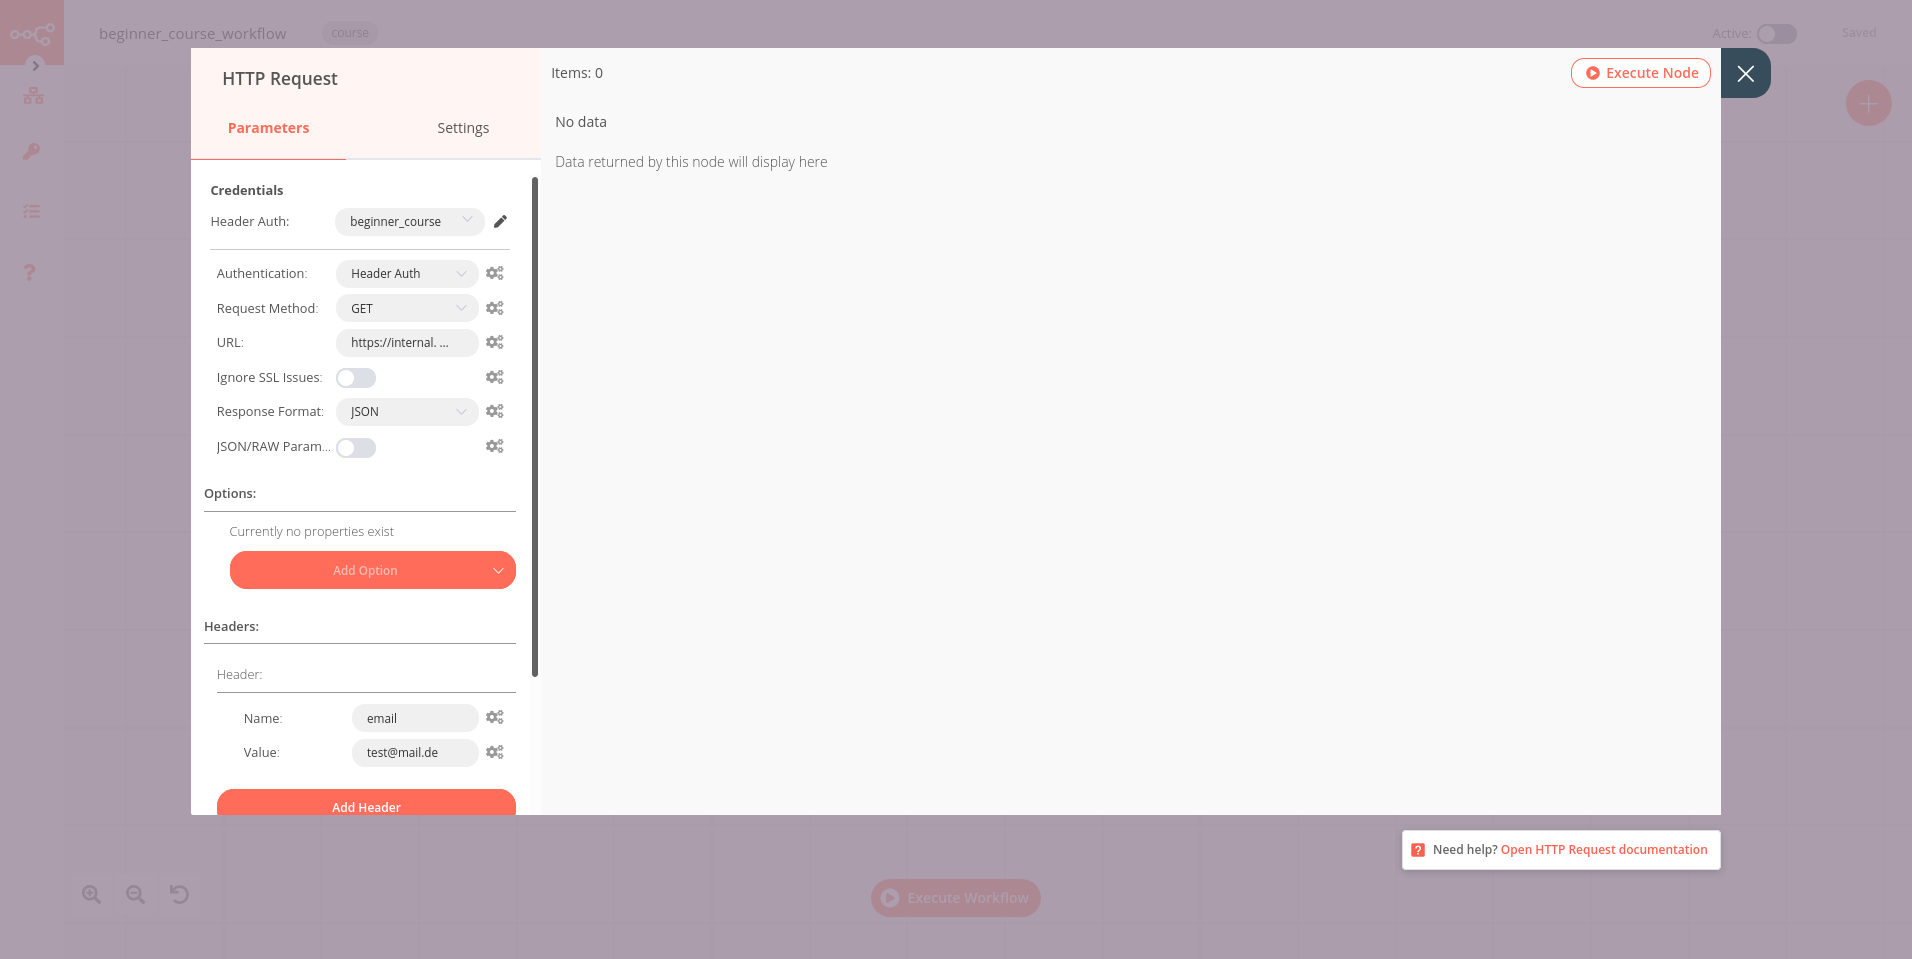 beginner_course_workflow
course
Active:
Saved
HTTP Request
Parameters
Settings
Items: 0
Execute Node
No data
Data returned by this node will display here
Credentials
Header Auth:
beginner_course
Authentication:
Header Auth
Request Method:
GET
URL:
https://internal. ...
Ignore SSL Issues:
Response Format:
JSON
JSON/RAW Param...
Options:
Currently no properties exist
Add Option
Headers:
Header:
Name:
email
Value:
test@mail.de
Add Header
Need help? Open HTTP Request documentation
Execute Workflow